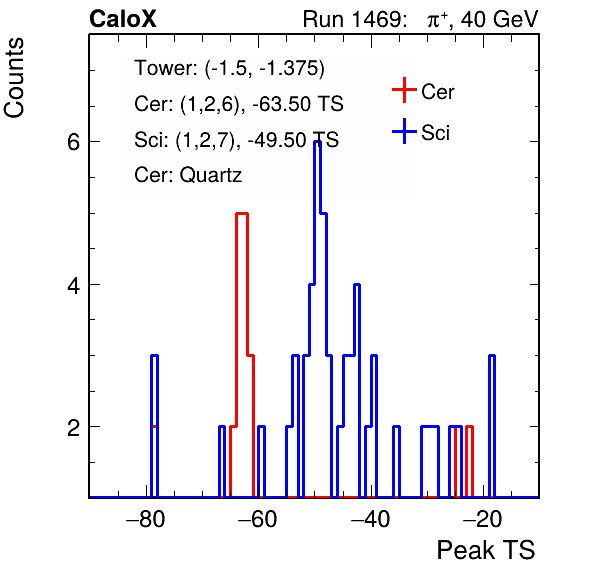 CaloX Run 1469: π⁺, 40 GeV
Counts
Tower: (-1.5, -1.375)
Cer: (1,2,6), -63.50 TS
Sci: (1,2,7), -49.50 TS
Cer: Quartz
Cer
Sci
6
4
2
−80 −60 −40 −20
Peak TS